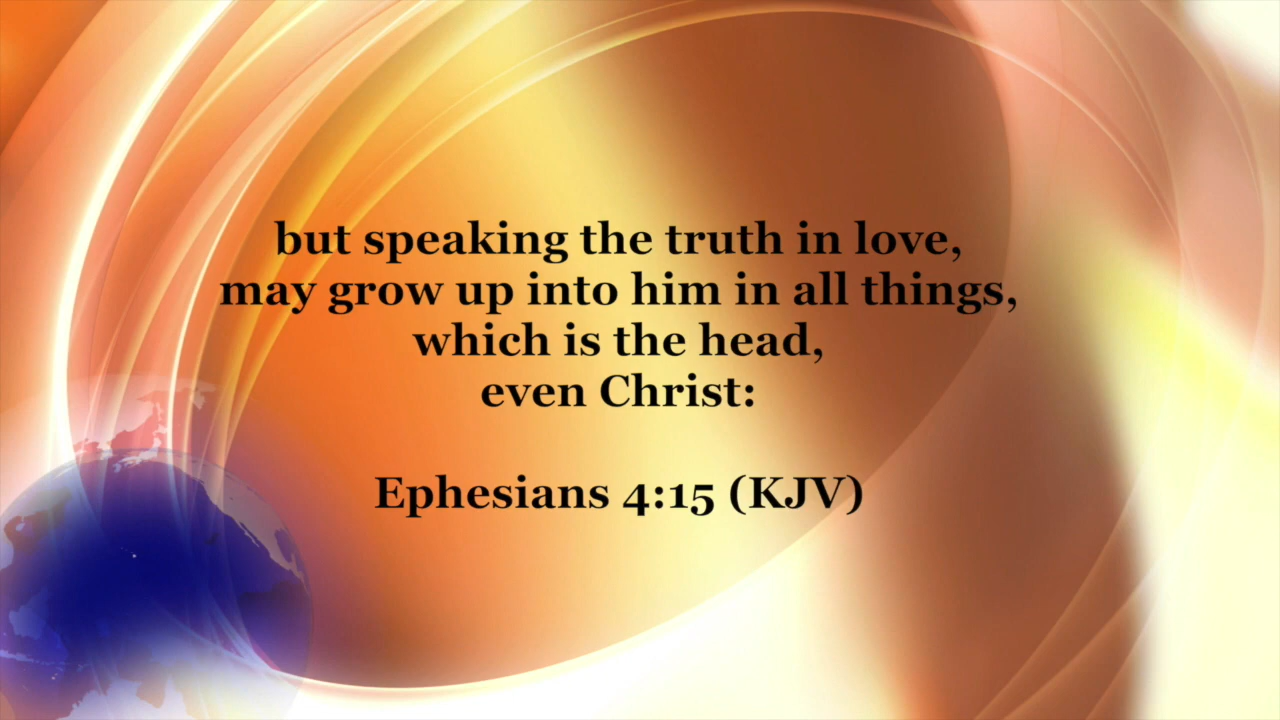 but speaking the truth in love,
may grow up into him in all things,
which is the head,
even Christ:
Ephesians 4:15 (KJV)